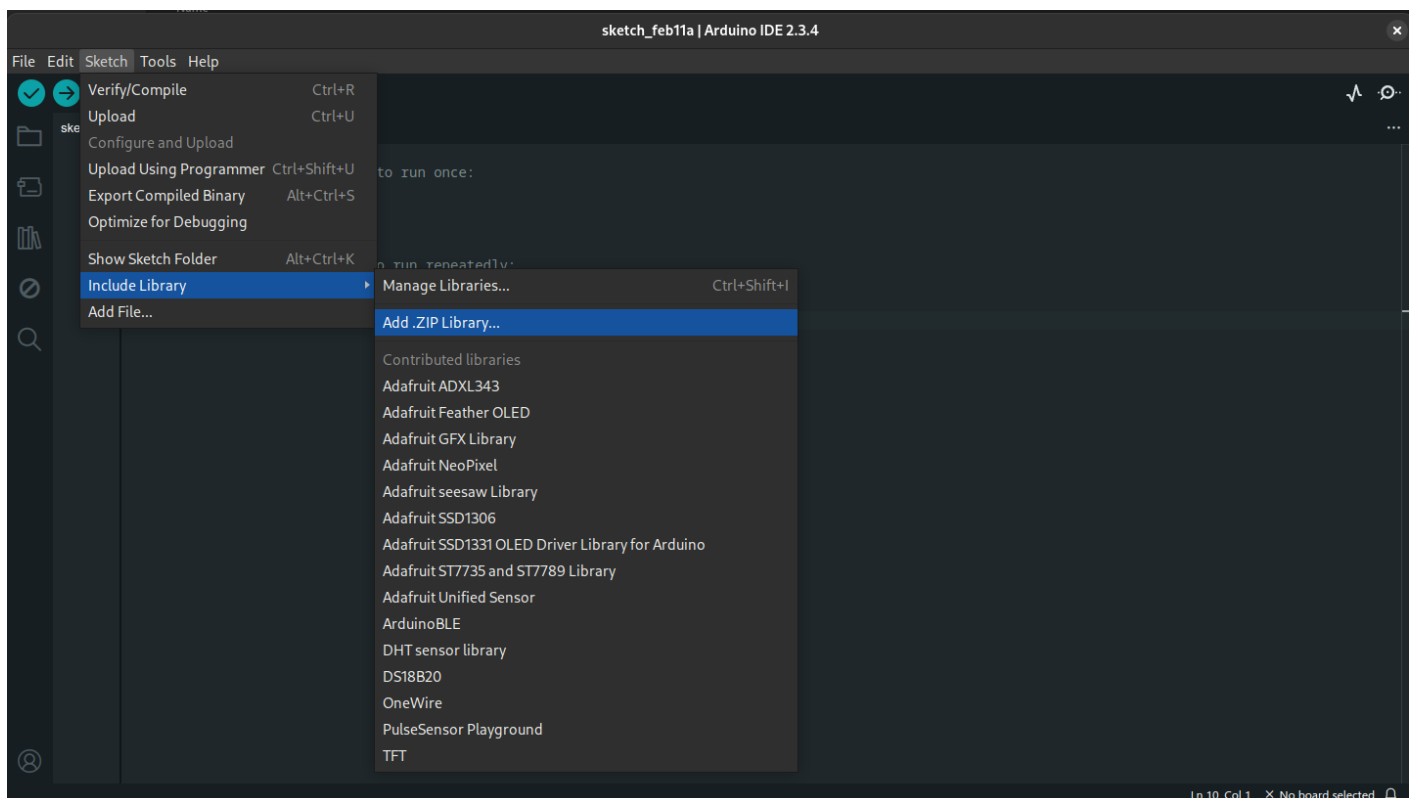 sketch_feb11a | Arduino IDE 2.3.4
File Edit Sketch Tools Help
Verify/Compile Ctrl+R
Upload Ctrl+U
Configure and Upload
Upload Using Programmer Ctrl+Shift+U
Export Compiled Binary Alt+Ctrl+S
Optimize for Debugging
Show Sketch Folder Alt+Ctrl+K
Include Library
Add File...
ske
to run once:
o run repeatedly:
Manage Libraries... Ctrl+Shift+I
Add .ZIP Library...
Contributed libraries
Adafruit ADXL343
Adafruit Feather OLED
Adafruit GFX Library
Adafruit NeoPixel
Adafruit seesaw Library
Adafruit SSD1306
Adafruit SSD1331 OLED Driver Library for Arduino
Adafruit ST7735 and ST7789 Library
Adafruit Unified Sensor
ArduinoBLE
DHT sensor library
DS18B20
OneWire
PulseSensor Playground
TFT
Ln 10, Col 1 No board selected